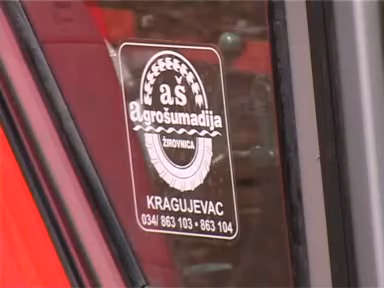 aš
agrošumadija
ŽIROVNICA
KRAGUJEVAC
034/ 863 103 • 863 104